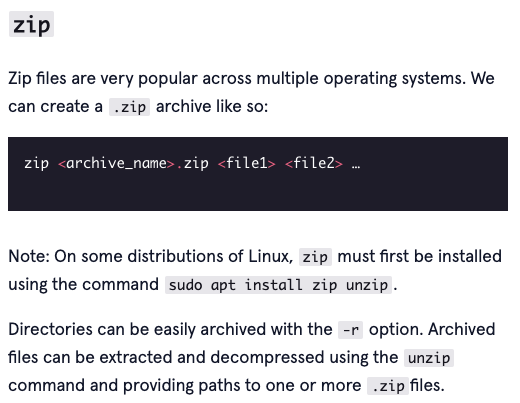 zip
Zip files are very popular across multiple operating systems. We
can create a .zip archive like so:
zip <archive_name>.zip <file1> <file2> …
Note: On some distributions of Linux, zip must first be installed
using the command sudo apt install zip unzip.
Directories can be easily archived with the -r option. Archived
files can be extracted and decompressed using the unzip
command and providing paths to one or more .zip files.